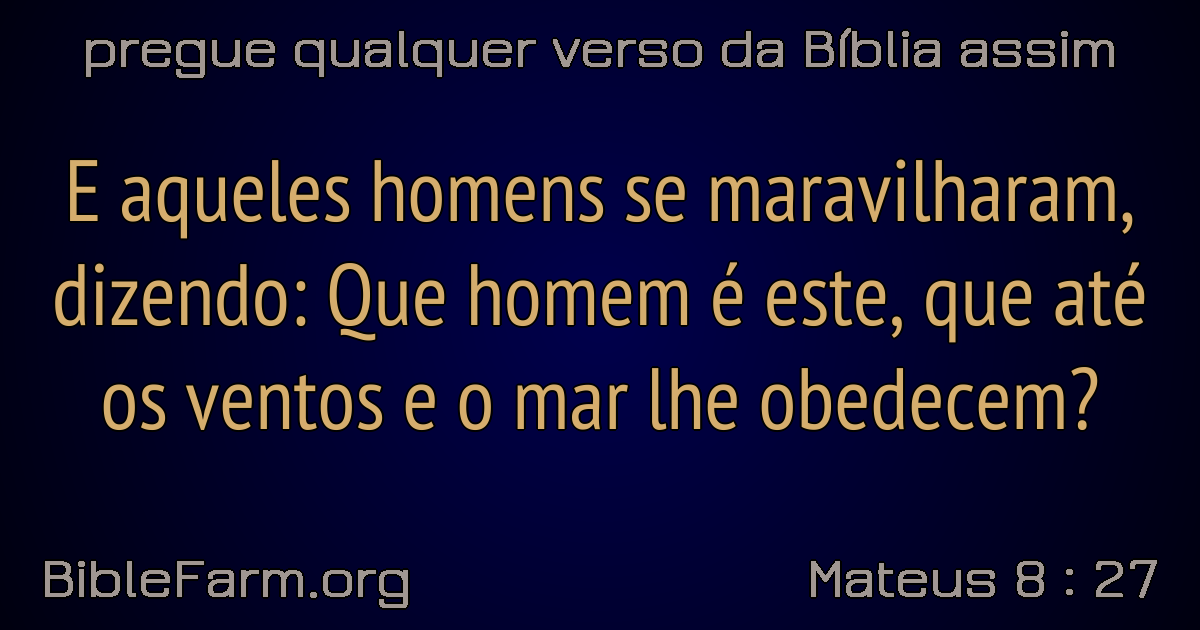 pregue qualquer verso da Bíblia assim
E aqueles homens se maravilharam,
dizendo: Que homem é este, que até
os ventos e o mar lhe obedecem?
BibleFarm.org
Mateus 8 : 27